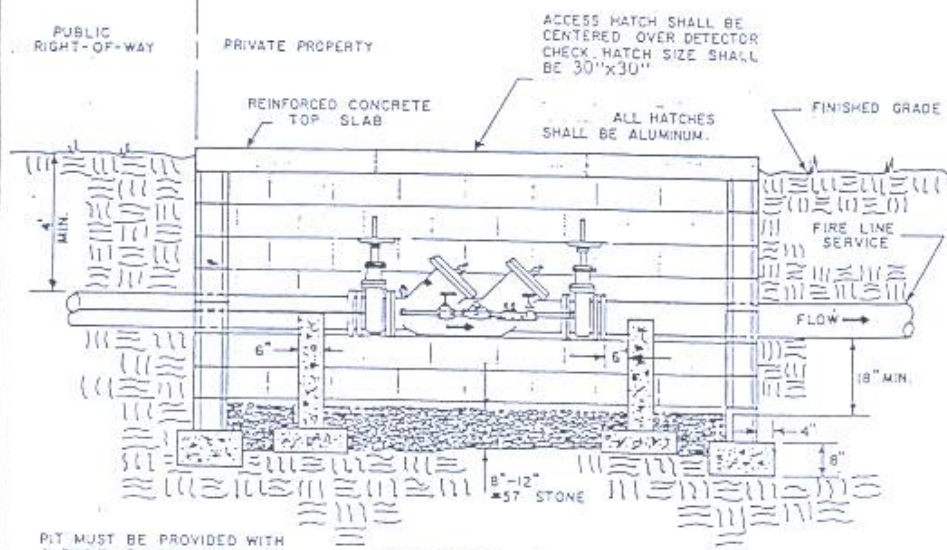 PUBLIC
RIGHT-OF-WAY
PRIVATE PROPERTY
ACCESS HATCH SHALL BE
CENTERED OVER DETECTOR
CHECK. HATCH SIZE SHALL
BE 30"x30"
REINFORCED CONCRETE
TOP SLAB
ALL HATCHES
SHALL BE ALUMINUM.
FINISHED GRADE
4'
MIN.
FIRE LINE
SERVICE
FLOW
6"
6"
18" MIN.
4"
8"
8"-12"
#57 STONE
PIT MUST BE PROVIDED WITH